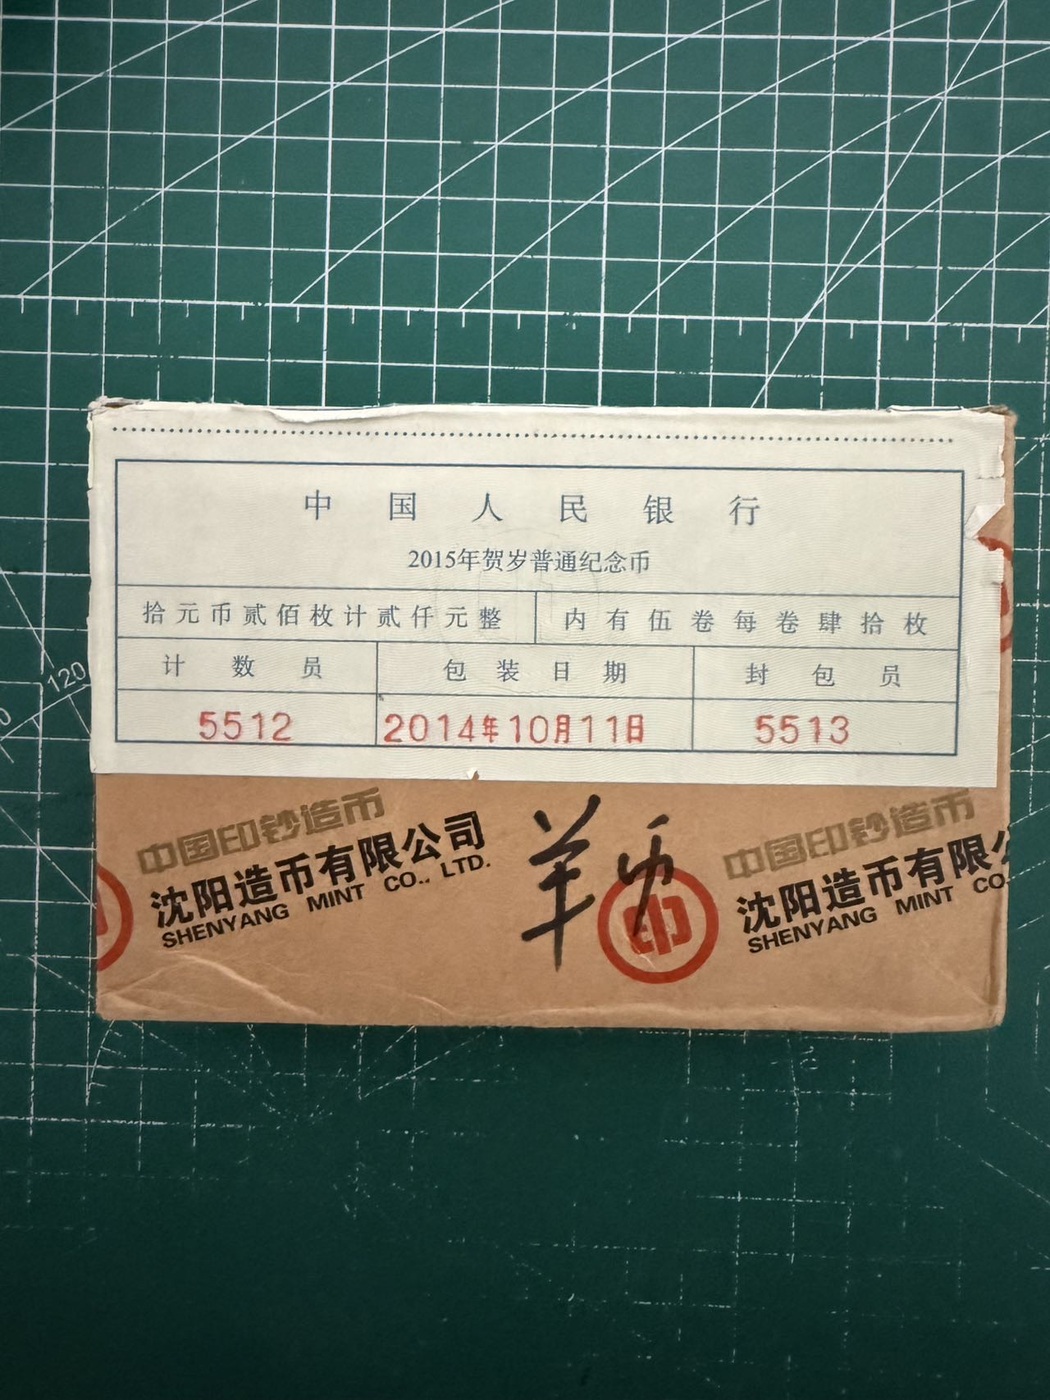 中国人民银行
2015年贺岁普通纪念币
拾元币贰佰枚计贰仟元整 内有伍卷每卷肆拾枚
计数员 包装日期 封包员
5512 2014年10月11日 5513
中国印钞造币
沈阳造币有限公司
SHENYANG MINT CO., LTD.
羊币
印
中国印钞造币
沈阳造币有限公
SHENYANG MINT CO.
120